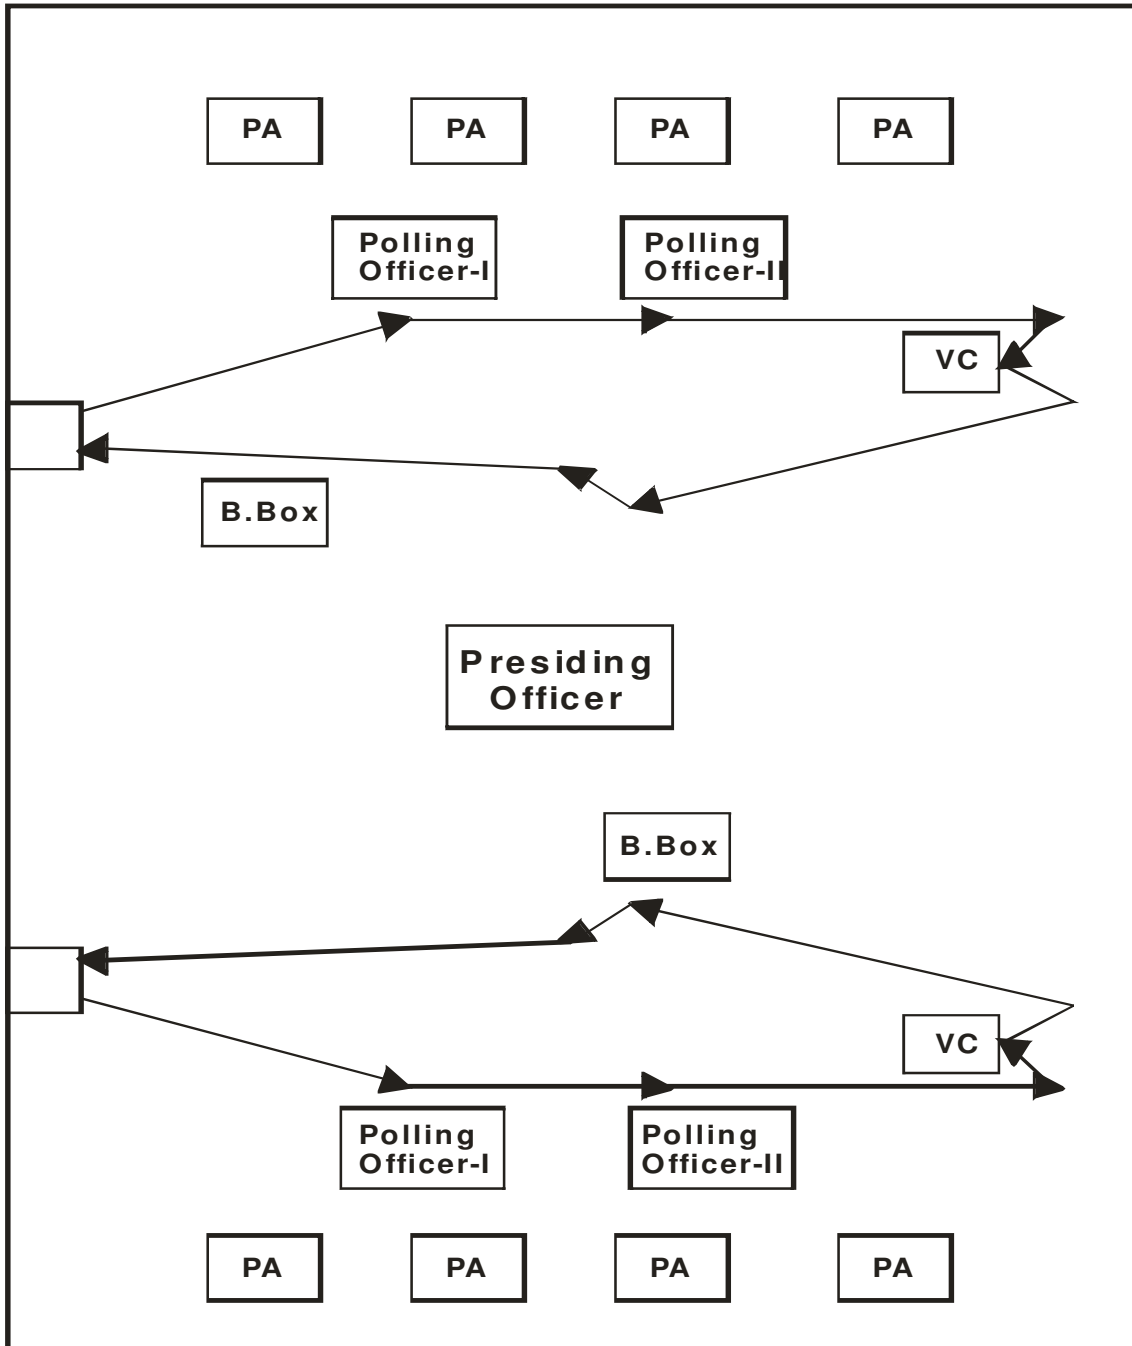 PA PA PA PA
Polling Polling
Officer-I Officer-II
VC
B.Box
Presiding
Officer
B.Box
VC
Polling Polling
Officer-I Officer-II
PA PA PA PA